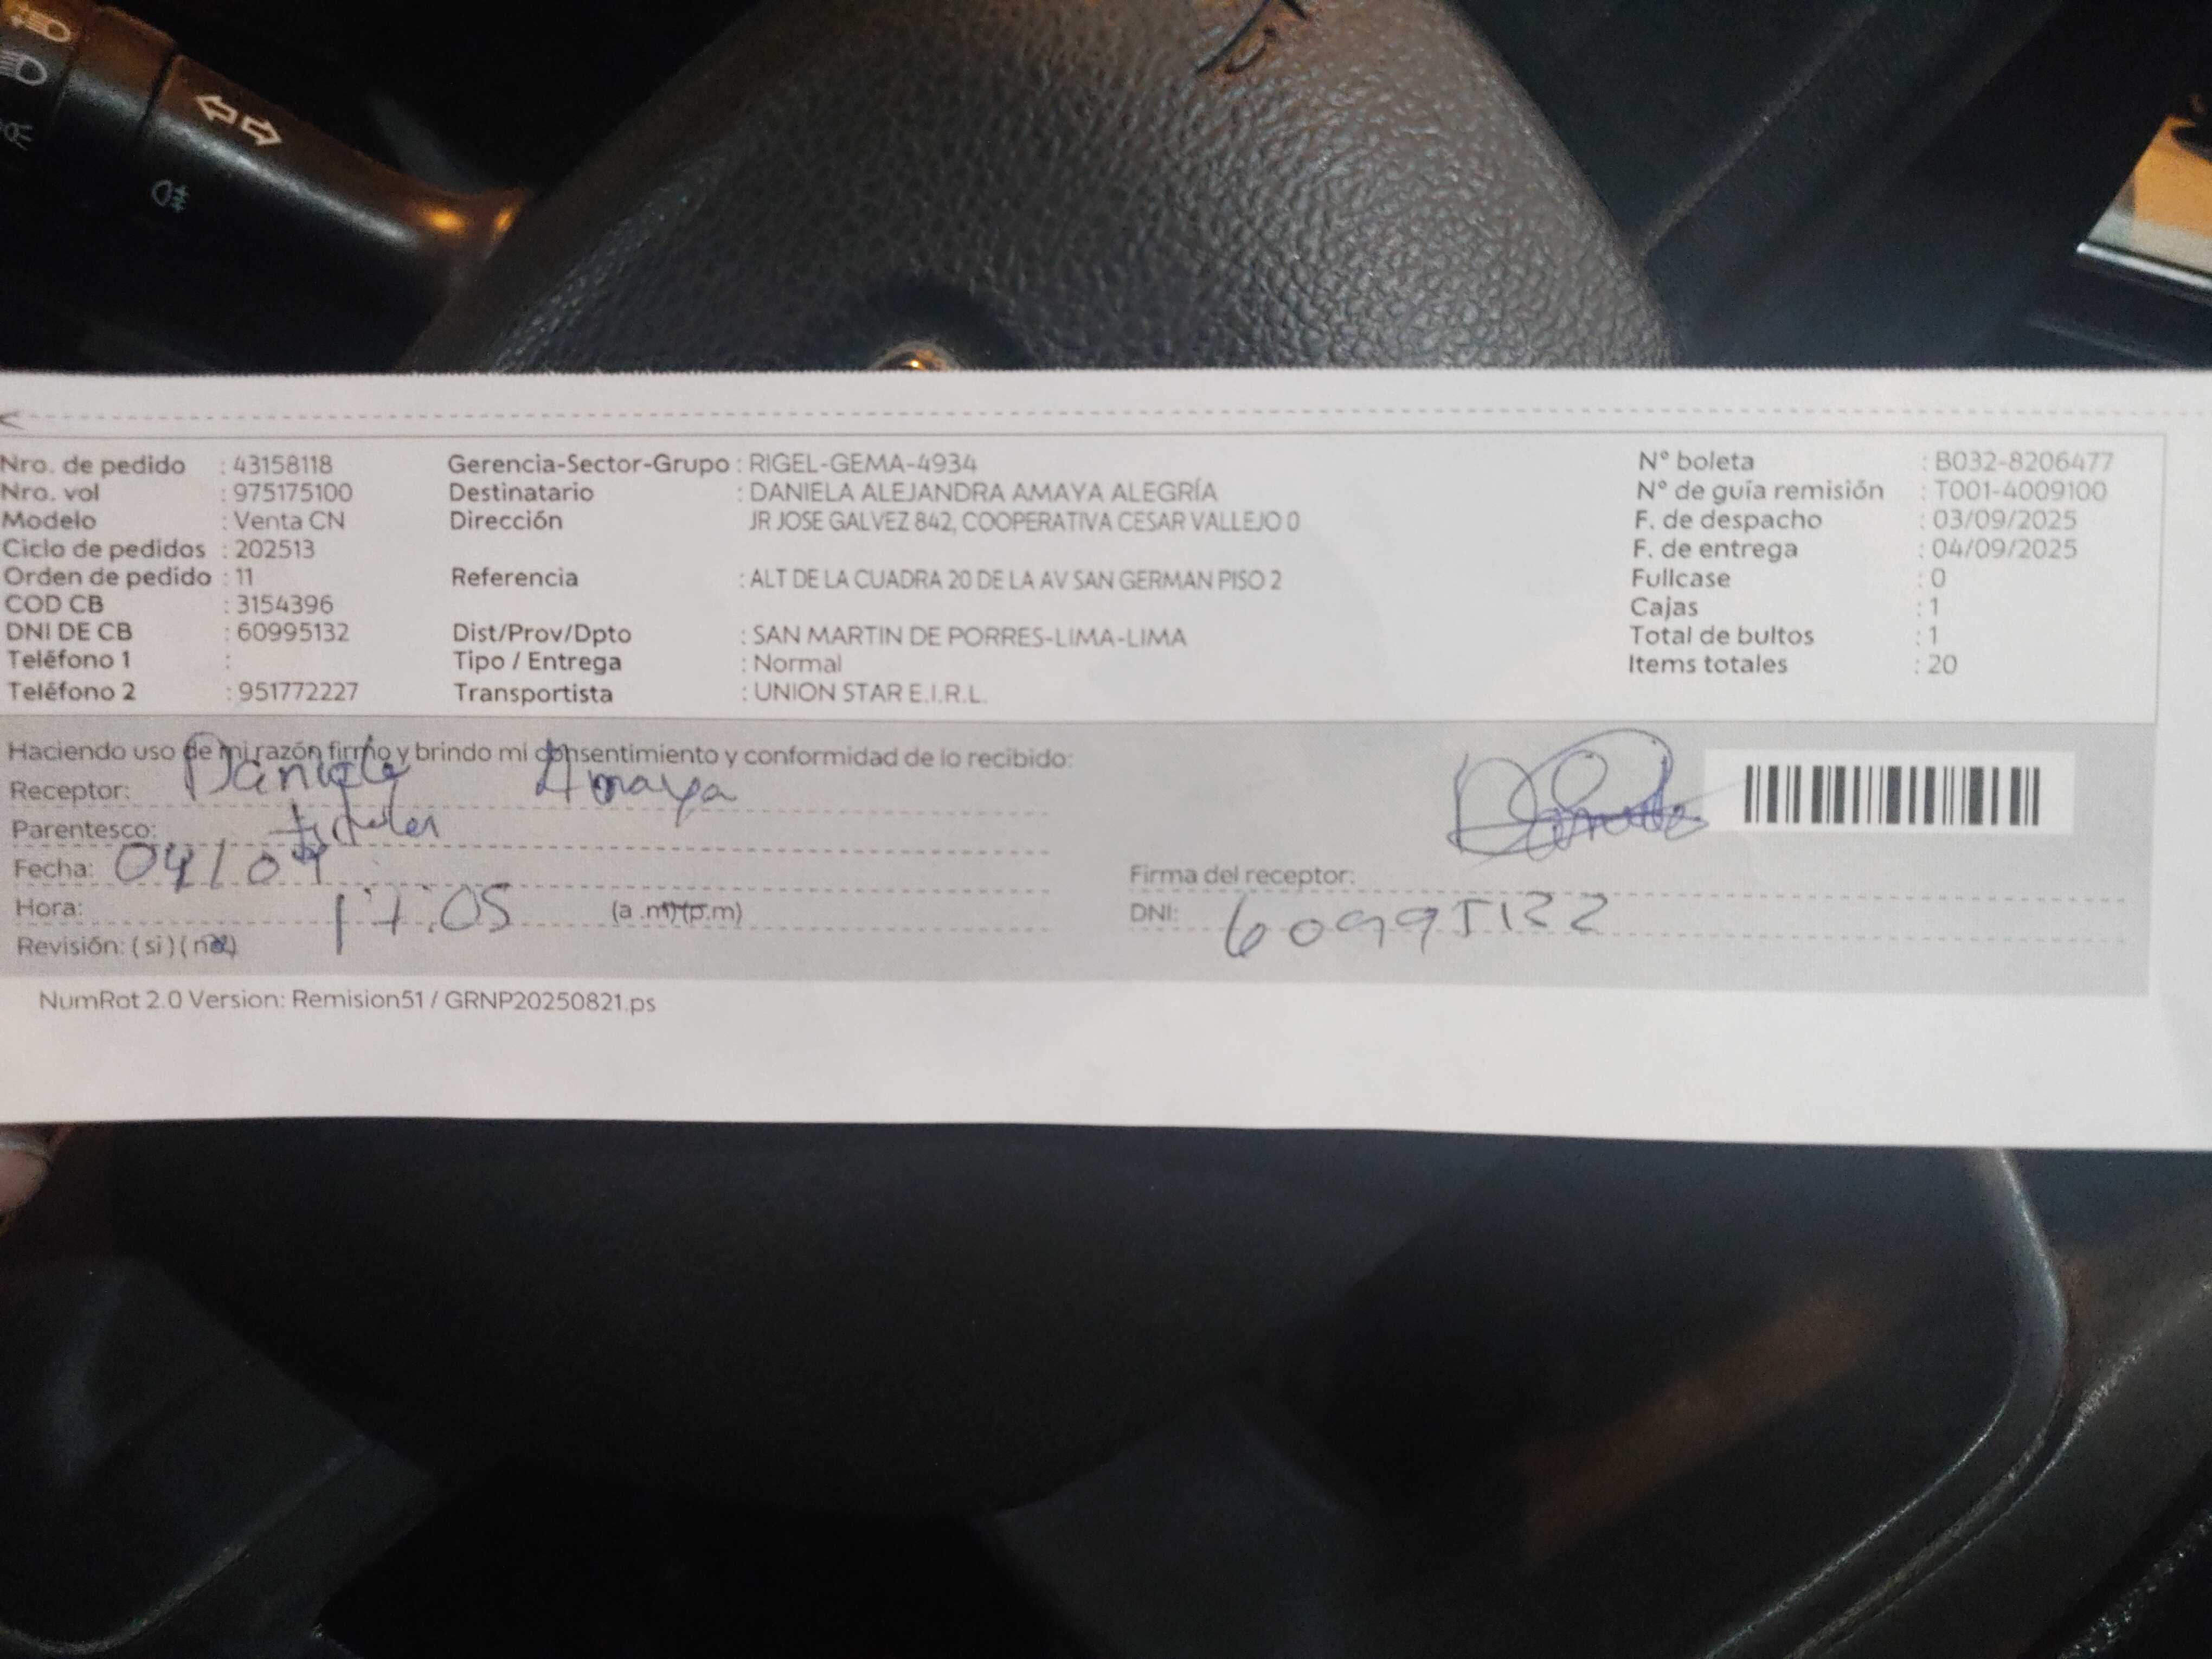 Nro. de pedido : 43158118 Gerencia-Sector-Grupo : RIGEL-GEMA-4934 N° boleta : B032-8206477
Nro. vol : 975175100 Destinatario : DANIELA ALEJANDRA AMAYA ALEGRÍA N° de guía remisión : T001-4009100
Modelo : Venta CN Dirección JR JOSE GALVEZ 842, COOPERATIVA CESAR VALLEJO 0 F. de despacho : 03/09/2025
Ciclo de pedidos : 202513 F. de entrega : 04/09/2025
Orden de pedido : 11 Referencia : ALT DE LA CUADRA 20 DE LA AV SAN GERMAN PISO 2 Fullcase : 0
COD CB : 3154396 Cajas : 1
DNI DE CB : 60995132 Dist/Prov/Dpto : SAN MARTIN DE PORRES-LIMA-LIMA Total de bultos : 1
Teléfono 1 : Tipo / Entrega : Normal Items totales : 20
Teléfono 2 : 951772227 Transportista : UNION STAR E.I.R.L.
Haciendo uso de mi razón firmo y brindo mi consentimiento y conformidad de lo recibido:
Receptor: Daniela Amaya
Parentesco: titular
Fecha: 04/09 Firma del receptor:
Hora: 17:05 (a .m) (p.m) DNI: 60995132
Revisión: ( si ) ( no )
NumRot 2.0 Version: Remision51 / GRNP20250821.ps